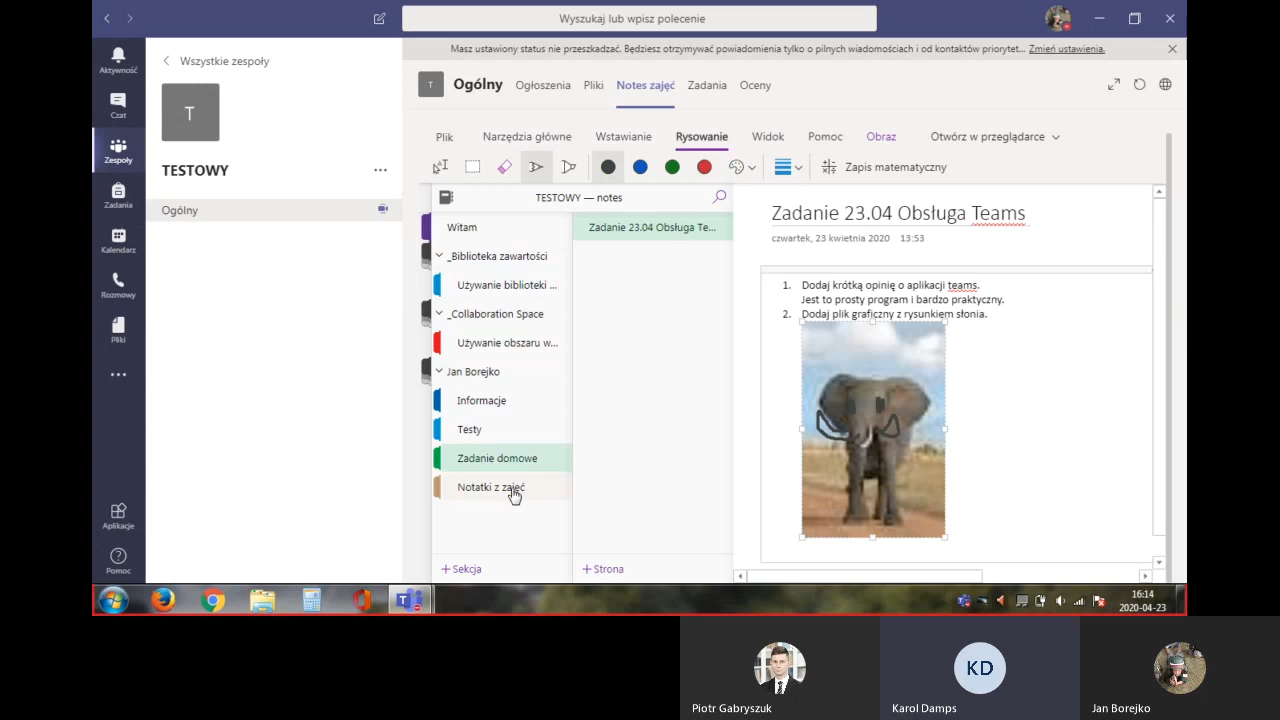 Wyszukaj lub wpisz polecenie
Aktywność
Czat
Zespoły
Zadania
Kalendarz
Rozmowy
Pliki
Aplikacje
Pomoc
Wszystkie zespoły
T
TESTOWY
Ogólny
Masz ustawiony status nie przeszkadzać. Będziesz otrzymywać powiadomienia tylko o pilnych wiadomościach i od kontaktów priorytet... Zmień ustawienia.
T
Ogólny Ogłoszenia Pliki Notes zajęć Zadania Oceny
Plik Narzędzia główne Wstawianie Rysowanie Widok Pomoc Obraz Otwórz w przeglądarce
Zapis matematyczny
TESTOWY — notes
Witam
_Biblioteka zawartości
Używanie biblioteki ...
_Collaboration Space
Używanie obszaru w...
Jan Borejko
Informacje
Testy
Zadanie domowe
Notatki z zajęć
+ Sekcja
Zadanie 23.04 Obsługa Te...
+ Strona
Zadanie 23.04 Obsługa Teams
czwartek, 23 kwietnia 2020 13:53
1. Dodaj krótką opinię o aplikacji teams.
Jest to prosty program i bardzo praktyczny.
2. Dodaj plik graficzny z rysunkiem słonia.
16:14
2020-04-23
Piotr Gabryszuk
KD
Karol Damps
Jan Borejko